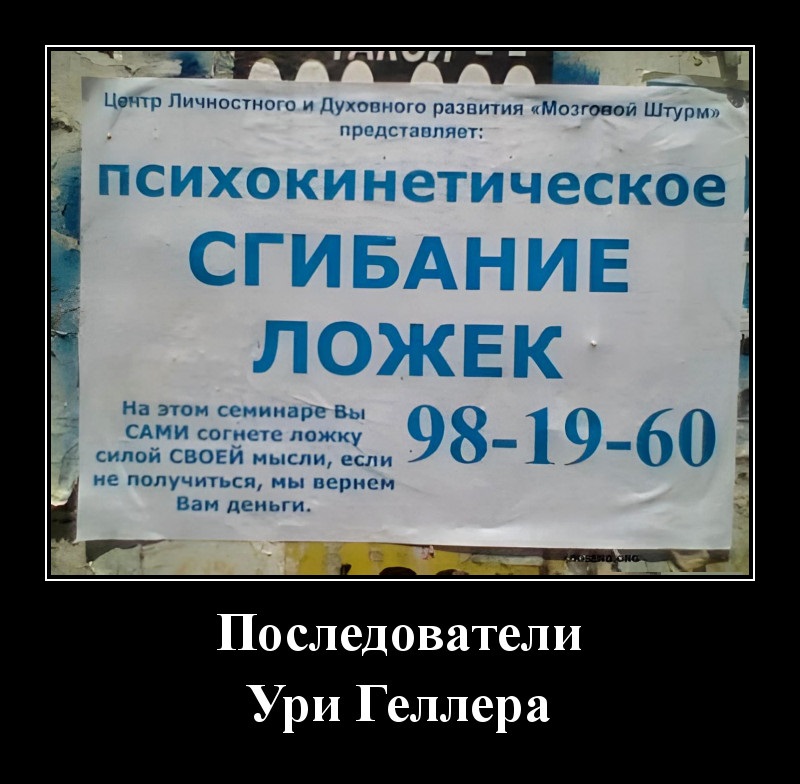 Центр Личностного и Духовного развития «Мозговой Штурм»
представляет:
психокинетическое
СГИБАНИЕ
ЛОЖЕК
На этом семинаре Вы
САМИ согнете ложку
силой СВОЕЙ мысли, если
не получиться, мы вернем
Вам деньги.
98-19-60
Последователи
Ури Геллера